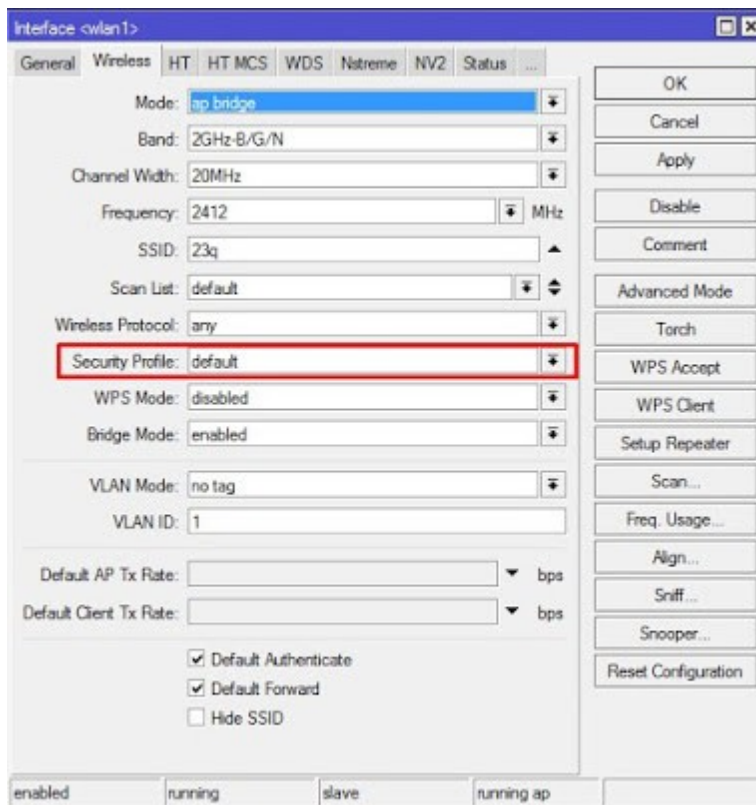 Interface <wlan1>
General Wireless HT HT MCS WDS Nstreme NV2 Status ...
Mode: ap bridge
Band: 2GHz-B/G/N
Channel Width: 20MHz
Frequency: 2412 MHz
SSID: 23q
Scan List: default
Wireless Protocol: any
Security Profile: default
WPS Mode: disabled
Bridge Mode: enabled
VLAN Mode: no tag
VLAN ID: 1
Default AP Tx Rate: bps
Default Client Tx Rate: bps
Default Authenticate
Default Forward
Hide SSID
OK
Cancel
Apply
Disable
Comment
Advanced Mode
Torch
WPS Accept
WPS Client
Setup Repeater
Scan...
Freq. Usage...
Align...
Sniff...
Snooper...
Reset Configuration
enabled running slave running ap